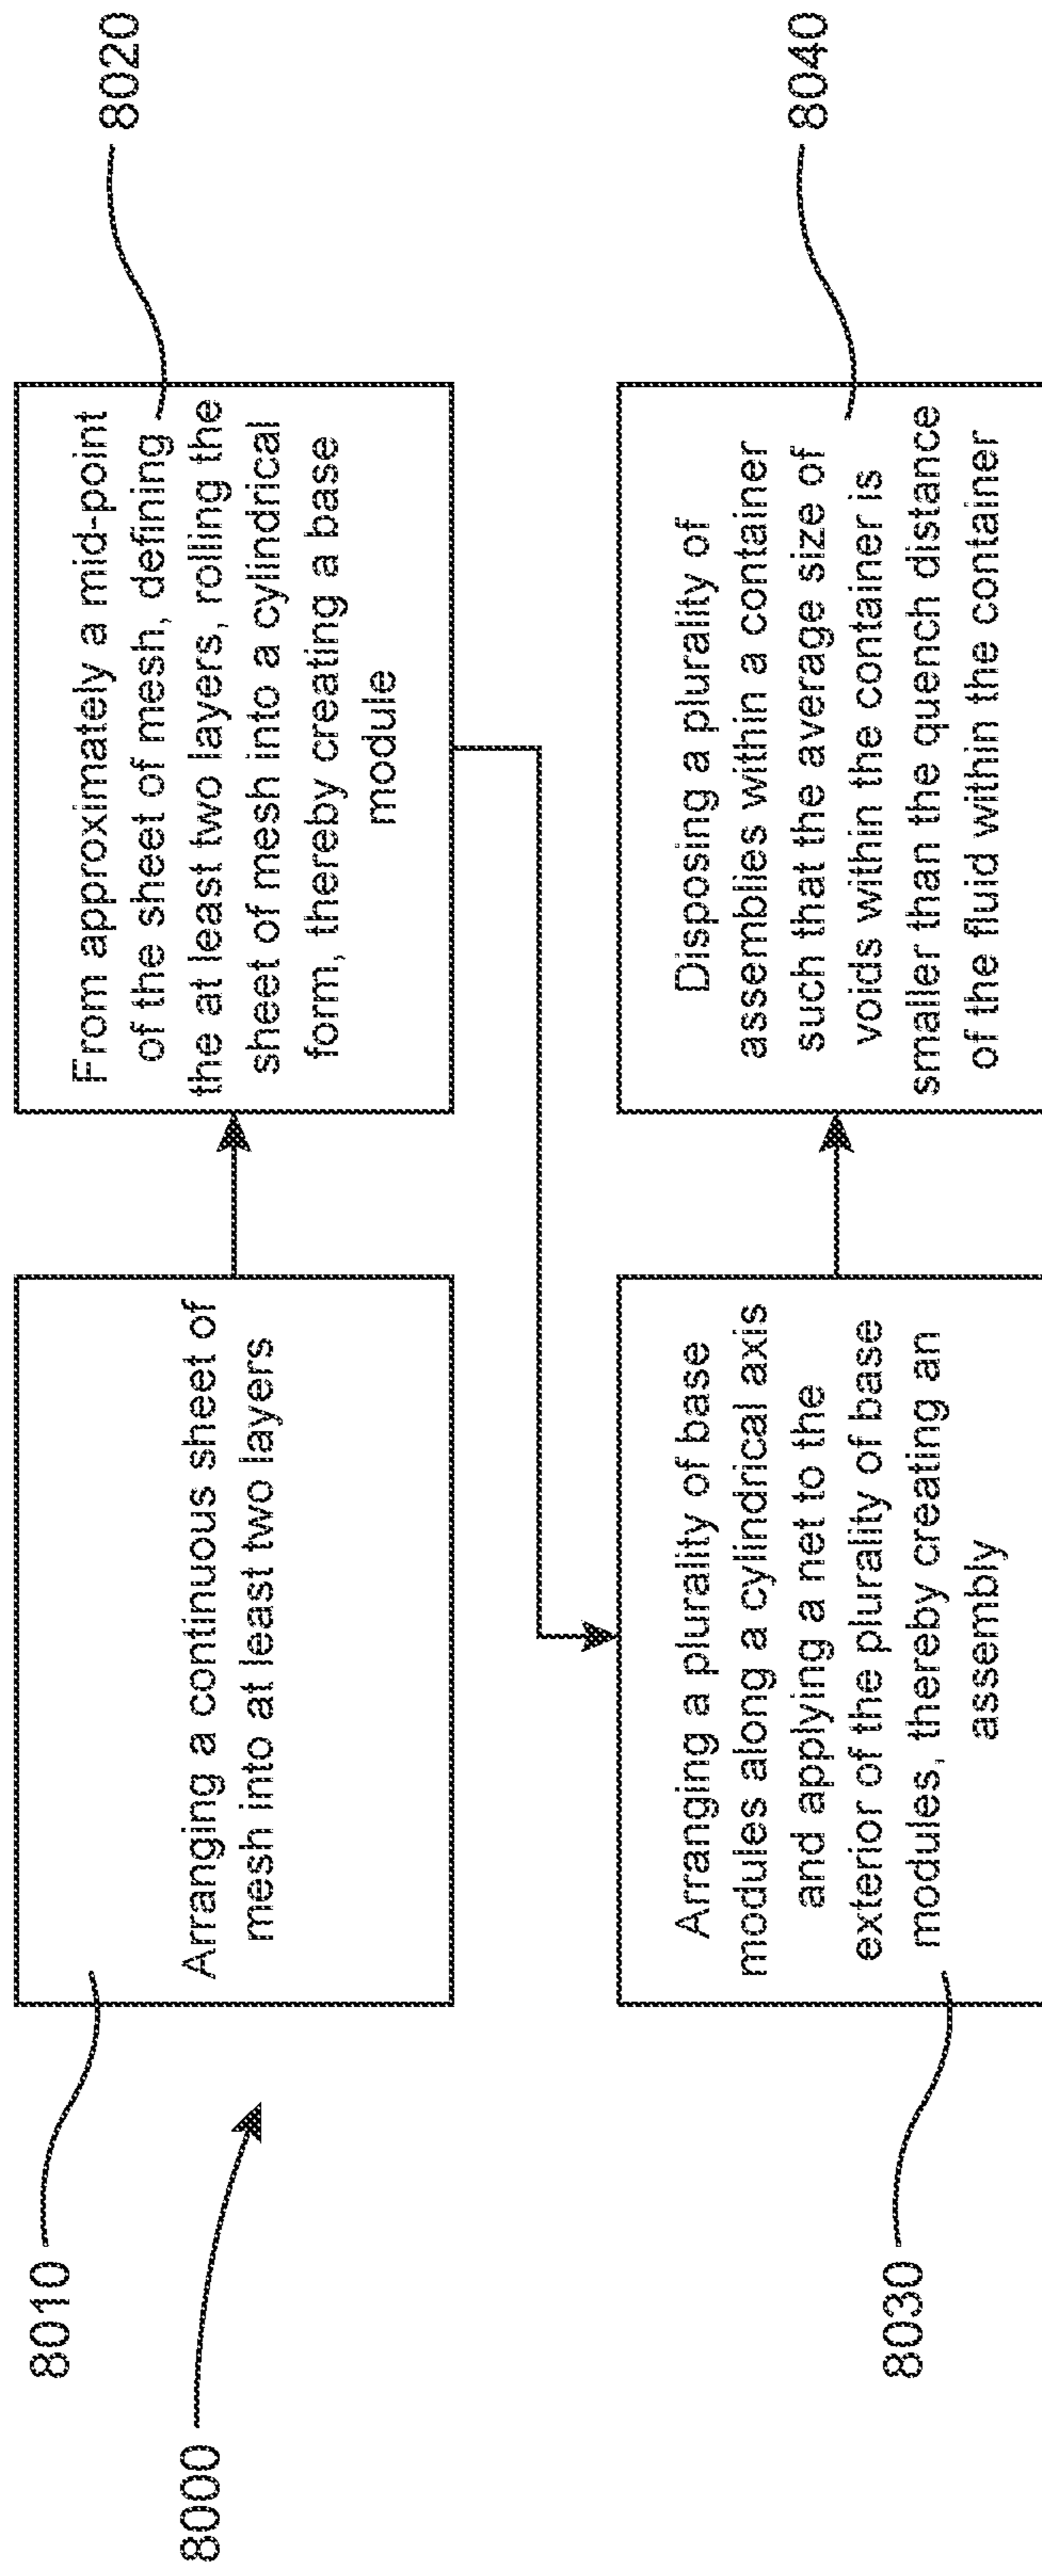 8000
8010
Arranging a continuous sheet of
mesh into at least two layers
8020
From approximately a mid-point
of the sheet of mesh, defining
the at least two layers, rolling the
sheet of mesh into a cylindrical
form, thereby creating a base
module
8030
Arranging a plurality of base
modules along a cylindrical axis
and applying a net to the
exterior of the plurality of base
modules, thereby creating an
assembly
8040
Disposing a plurality of
assemblies within a container
such that the average size of
voids within the container is
smaller than the quench distance
of the fluid within the container